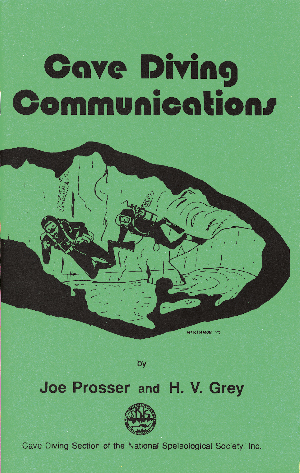 Cave Diving
Communications
by
Joe Prosser and H. V. Grey
Cave Diving Section of the National Speleological Society, Inc.